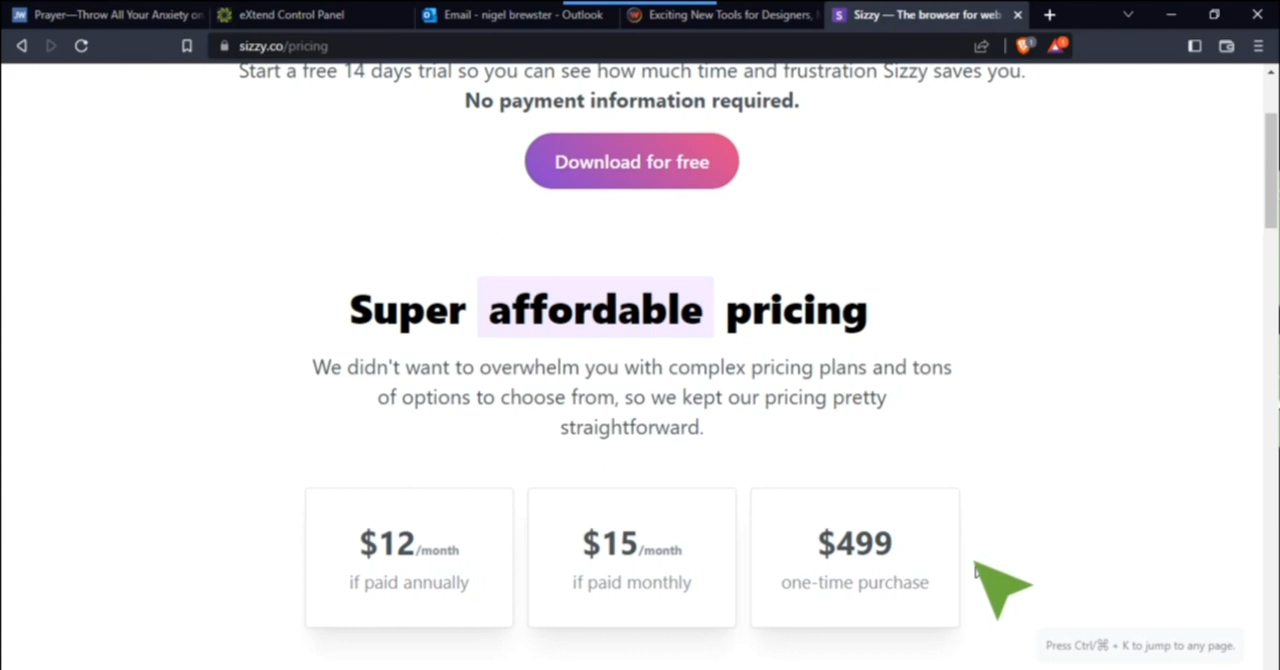 Prayer—Throw All Your Anxiety on
eXtend Control Panel
Email - nigel brewster - Outlook
Exciting New Tools for Designers,
Sizzy — The browser for web
sizzy.co/pricing
Start a free 14 days trial so you can see how much time and frustration Sizzy saves you.
No payment information required.
Download for free
Super affordable pricing
We didn't want to overwhelm you with complex pricing plans and tons
of options to choose from, so we kept our pricing pretty
straightforward.
$12/month
if paid annually
$15/month
if paid monthly
$499
one-time purchase
Press Ctrl/⌘ + K to jump to any page.